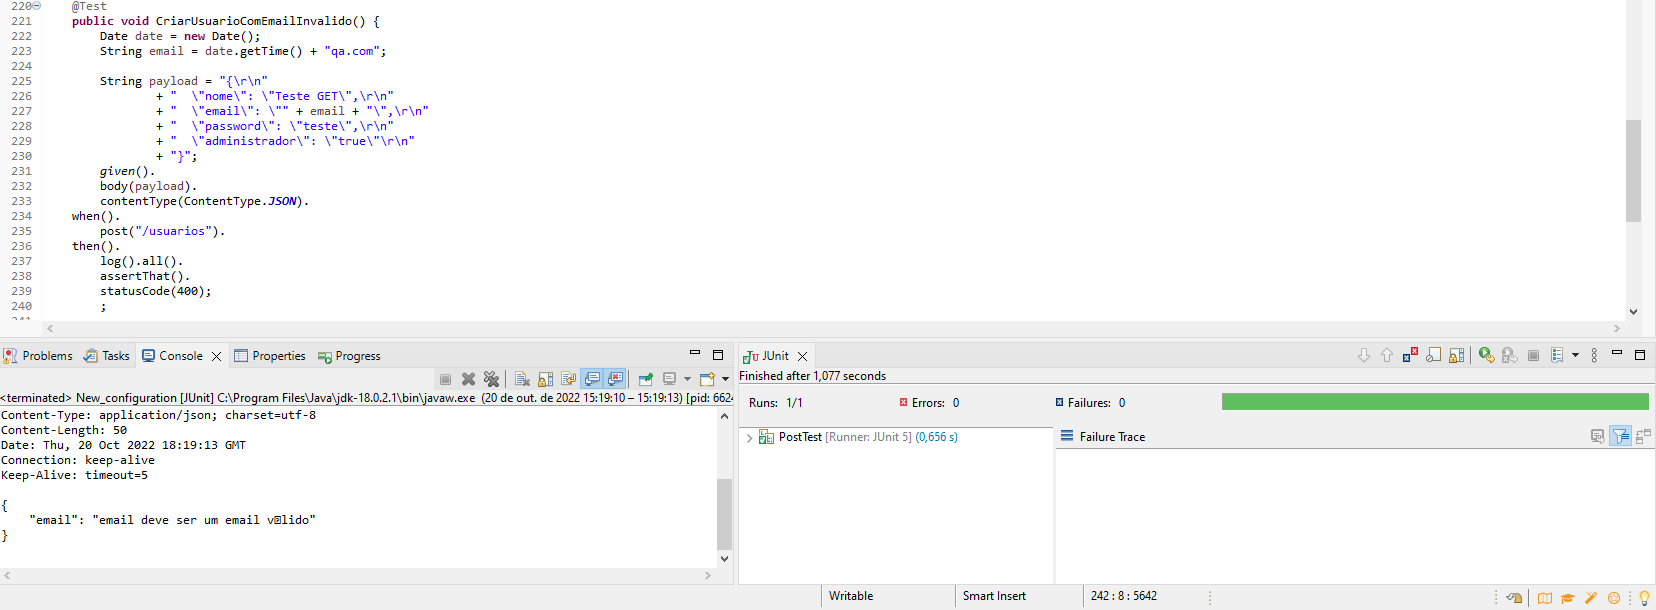 220 @Test
221 public void CriarUsuarioComEmailInvalido() {
222 Date date = new Date();
223 String email = date.getTime() + "qa.com";
224
225 String payload = "{\r\n"
226 + "  \"nome\": \"Teste GET\",\r\n"
227 + "  \"email\": \"" + email + "\",\r\n"
228 + "  \"password\": \"teste\",\r\n"
229 + "  \"administrador\": \"true\"\r\n"
230 + "}";
231 given().
232 body(payload).
233 contentType(ContentType.JSON).
234 when().
235 post("/usuarios").
236 then().
237 log().all().
238 assertThat().
239 statusCode(400);
240 ;
Problems Tasks Console Properties Progress
<terminated> New_configuration [JUnit] C:\Program Files\Java\jdk-18.0.2.1\bin\javaw.exe (20 de out. de 2022 15:19:10 – 15:19:13) [pid: 6624
Content-Type: application/json; charset=utf-8
Content-Length: 50
Date: Thu, 20 Oct 2022 18:19:13 GMT
Connection: keep-alive
Keep-Alive: timeout=5
{
"email": "email deve ser um email v�lido"
}
JUnit
Finished after 1,077 seconds
Runs: 1/1 Errors: 0 Failures: 0
PostTest [Runner: JUnit 5] (0,656 s)
Failure Trace
Writable Smart Insert 242 : 8 : 5642